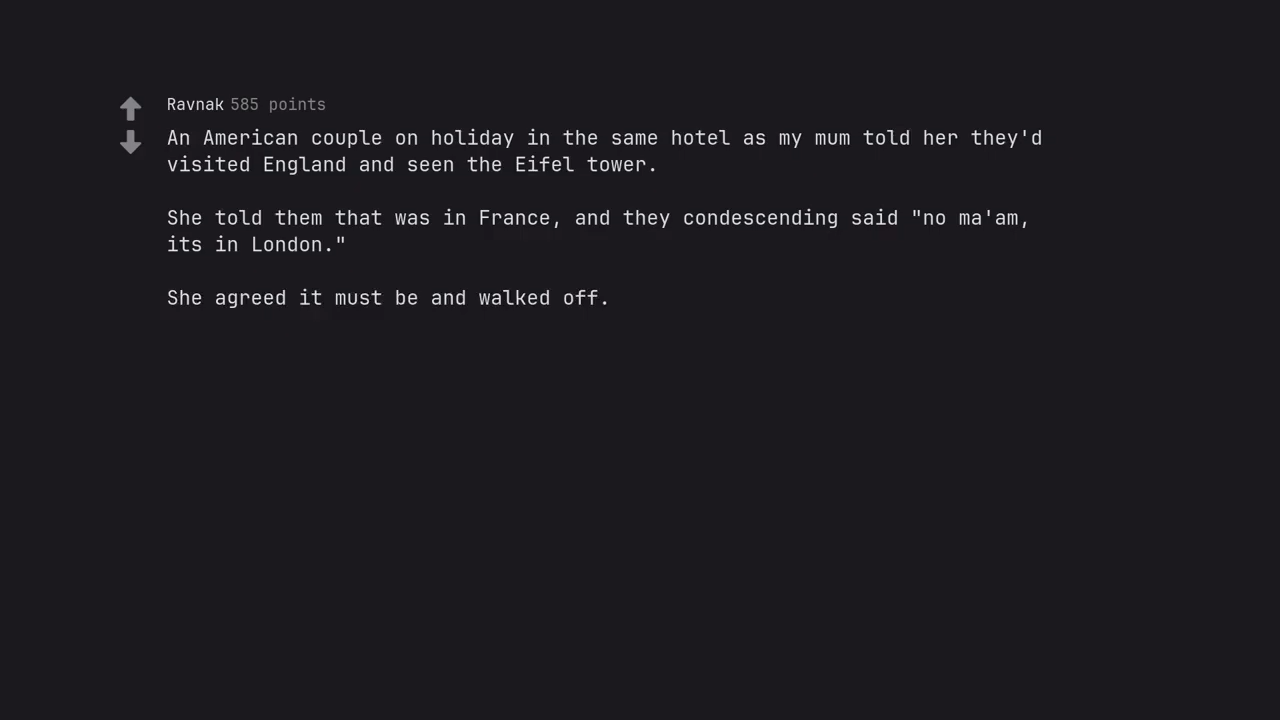 Ravnak 585 points
An American couple on holiday in the same hotel as my mum told her they'd
visited England and seen the Eifel tower.
She told them that was in France, and they condescending said "no ma'am,
its in London."
She agreed it must be and walked off.